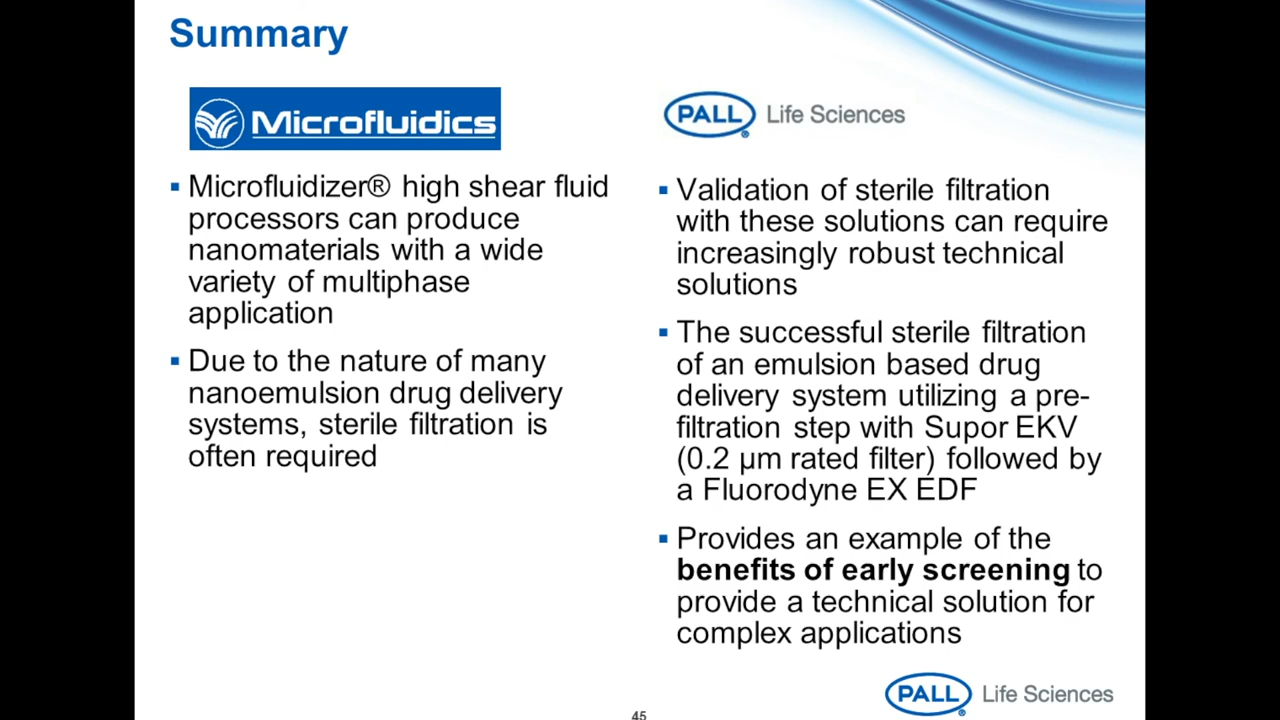 Summary
Microfluidics
Microfluidizer® high shear fluid
processors can produce
nanomaterials with a wide
variety of multiphase
application
Due to the nature of many
nanoemulsion drug delivery
systems, sterile filtration is
often required
PALL Life Sciences
Validation of sterile filtration
with these solutions can require
increasingly robust technical
solutions
The successful sterile filtration
of an emulsion based drug
delivery system utilizing a pre-
filtration step with Supor EKV
(0.2 µm rated filter) followed by
a Fluorodyne EX EDF
Provides an example of the
benefits of early screening to
provide a technical solution for
complex applications
PALL Life Sciences
45